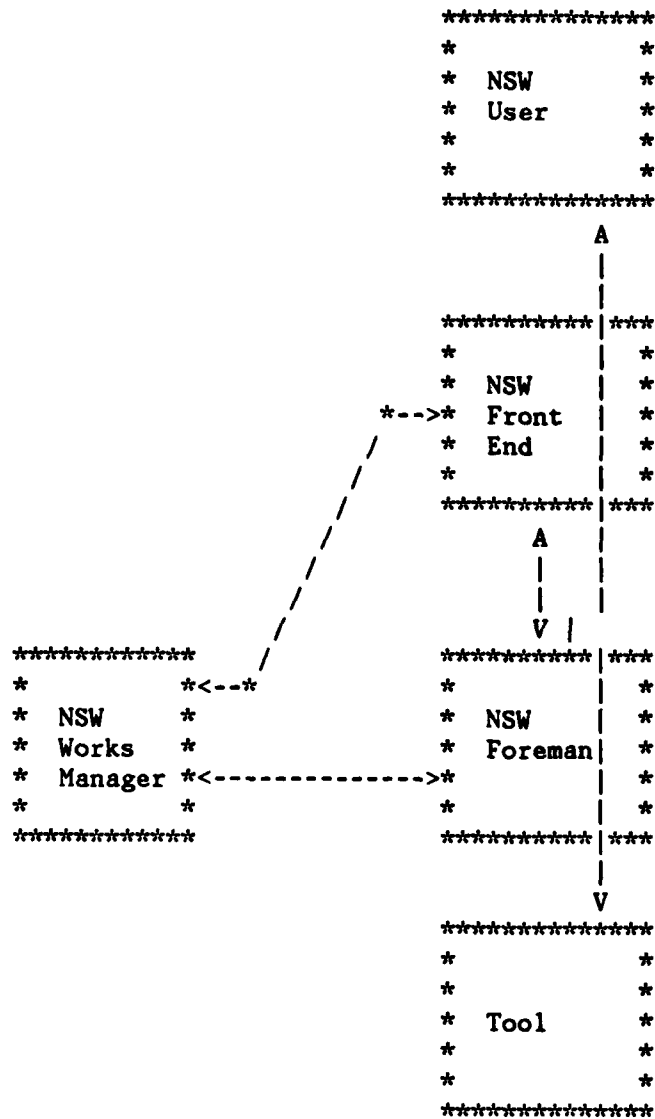 NSW
User
A
NSW
Front
End
A
V
NSW
Works
Manager
NSW
Foreman
V
Tool